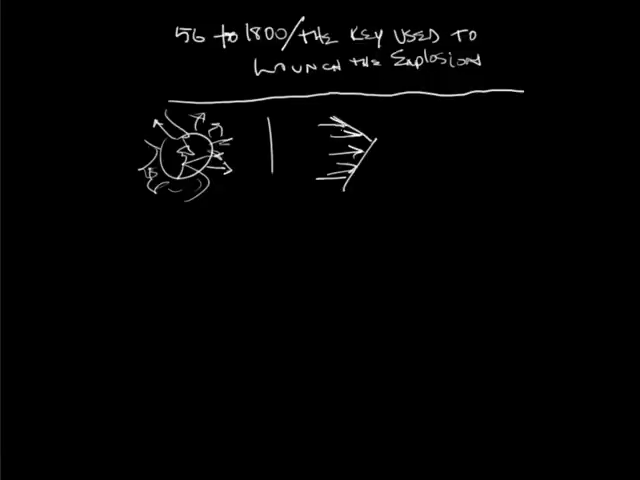 56 to 1800/THE KEY USED TO
LAUNCH THE Explosion